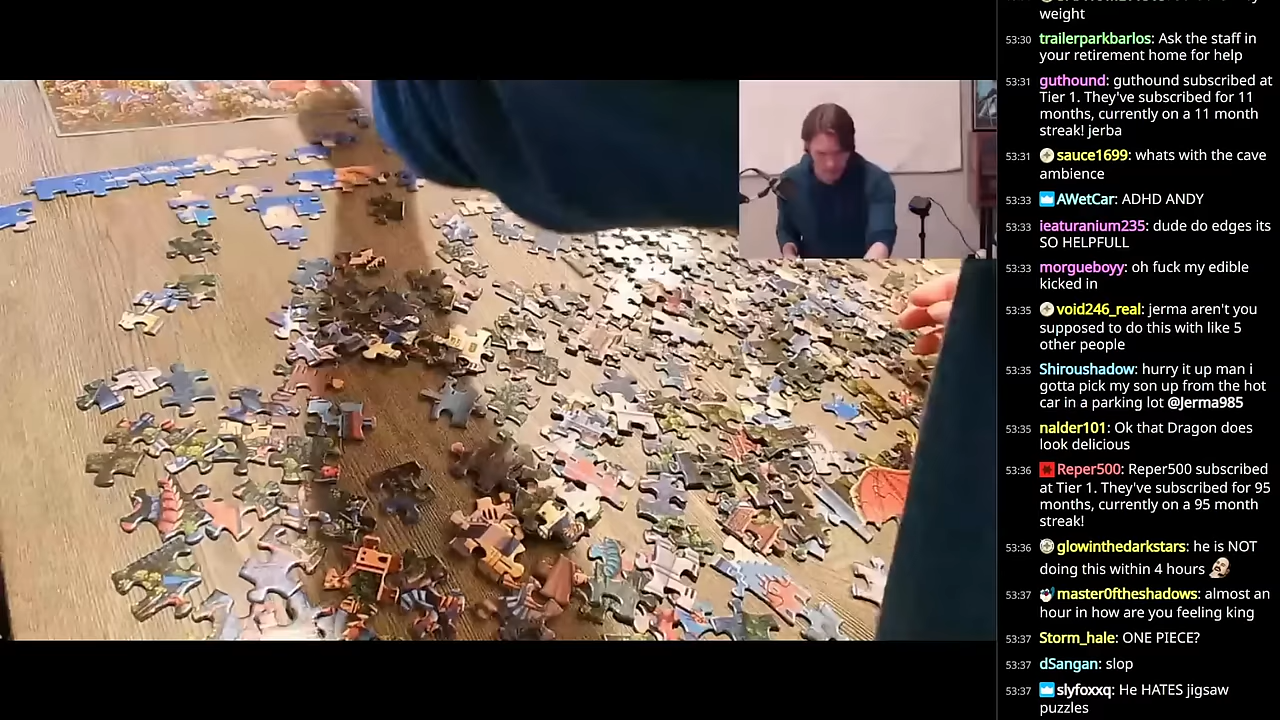 weight
53:30 trailerparkbarlos: Ask the staff in
your retirement home for help
53:31 guthound: guthound subscribed at
Tier 1. They've subscribed for 11
months, currently on a 11 month
streak! jerba
53:31 sauce1699: whats with the cave
ambience
53:33 AWetCar: ADHD ANDY
53:33 ieaturanium235: dude do edges its
SO HELPFULL
53:33 morgueboyy: oh fuck my edible
kicked in
53:35 void246_real: jerma aren't you
supposed to do this with like 5
other people
53:35 Shiroushadow: hurry it up man i
gotta pick my son up from the hot
car in a parking lot @Jerma985
53:35 nalder101: Ok that Dragon does
look delicious
53:36 Reper500: Reper500 subscribed
at Tier 1. They've subscribed for 95
months, currently on a 95 month
streak!
53:36 glowinthedarkstars: he is NOT
doing this within 4 hours
53:37 master0ftheshadows: almost an
hour in how are you feeling king
53:37 Storm_hale: ONE PIECE?
53:37 dSangan: slop
53:37 slyfoxxq: He HATES jigsaw
puzzles